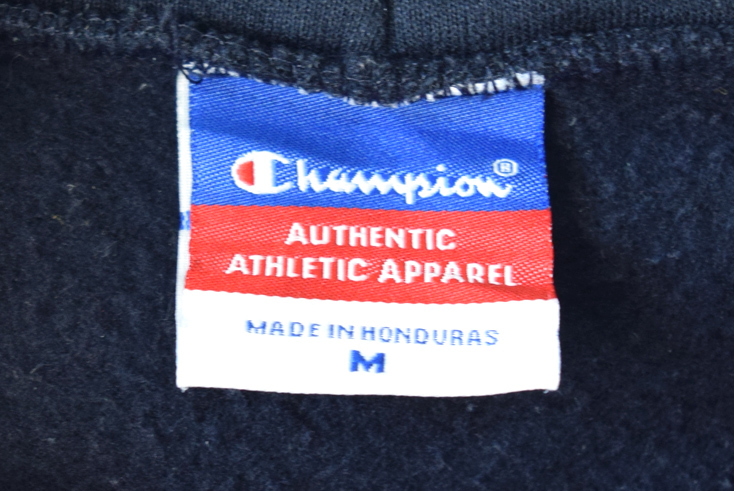 Champion®
AUTHENTIC
ATHLETIC APPAREL
MADE IN HONDURAS
M